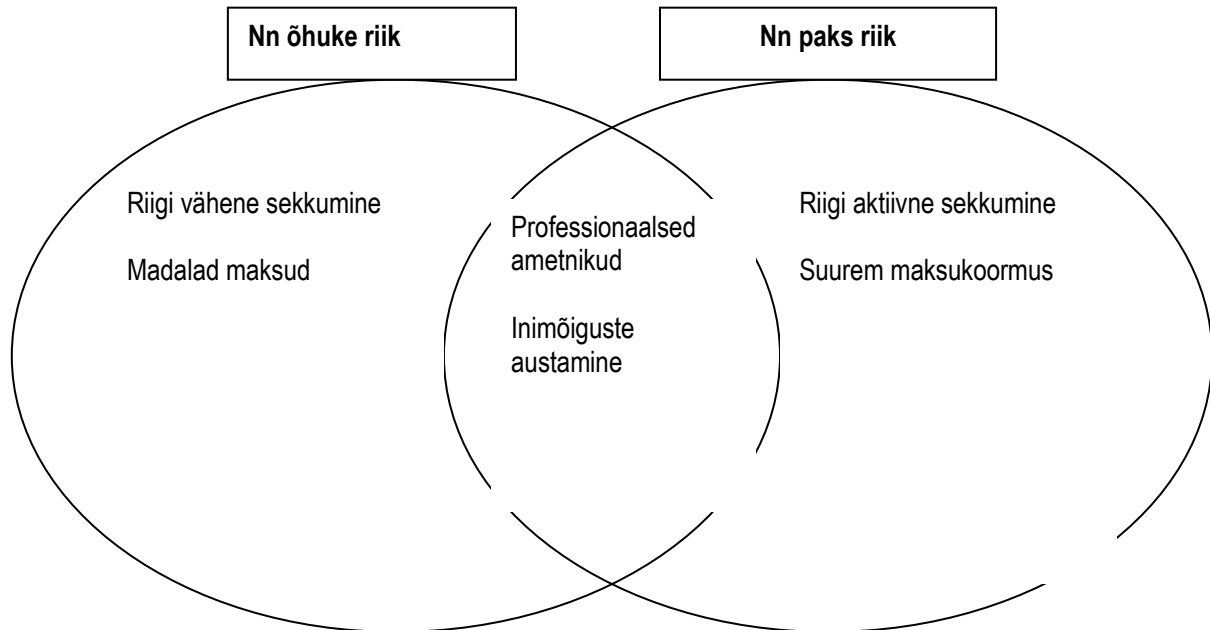 Nn õhuke riik
Nn paks riik
Riigi vähene sekkumine
Madalad maksud
Professionaalsed
ametnikud
Inimõiguste
austamine
Riigi aktiivne sekkumine
Suurem maksukoormus